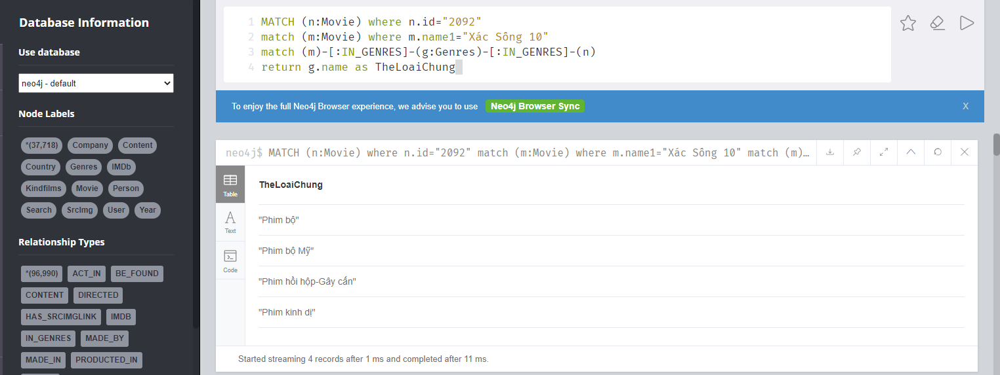 Database Information
Use database
neo4j - default
Node Labels
*(37,718) Company Content
Country Genres IMDb
Kindfilms Movie Person
Search SrcImg User Year
Relationship Types
*(96,990) ACT_IN BE_FOUND
CONTENT DIRECTED
HAS_SRCIMGLINK IMDB
IN_GENRES MADE_BY
MADE_IN PRODUCTED_IN
1 MATCH (n:Movie) where n.id="2092"
2 match (m:Movie) where m.name1="Xác Sông 10"
3 match (m)-[:IN_GENRES]-(g:Genres)-[:IN_GENRES]-(n)
4 return g.name as TheLoaiChung
To enjoy the full Neo4j Browser experience, we advise you to use Neo4j Browser Sync X
neo4j$ MATCH (n:Movie) where n.id="2092" match (m:Movie) where m.name1="Xác Sông 10" match (m)…
Table
Text
Code
TheLoaiChung
"Phim bộ"
"Phim bộ Mỹ"
"Phim hồi hộp-Gây cấn"
"Phim kinh dị"
Started streaming 4 records after 1 ms and completed after 11 ms.